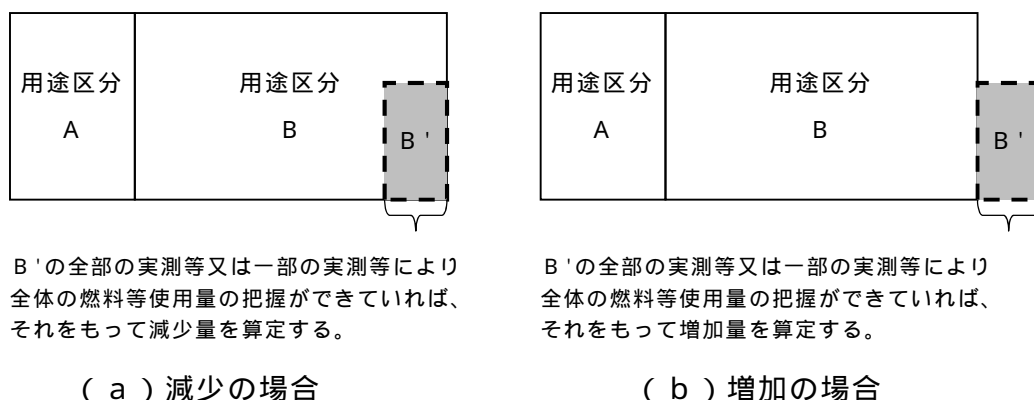 用途区分
A
用途区分
B
B'
B'の全部の実測等又は一部の実測等により
全体の燃料等使用量の把握ができていれば、
それをもって減少量を算定する。
(a)減少の場合
用途区分
A
用途区分
B
B'
B'の全部の実測等又は一部の実測等により
全体の燃料等使用量の把握ができていれば、
それをもって増加量を算定する。
(b)増加の場合